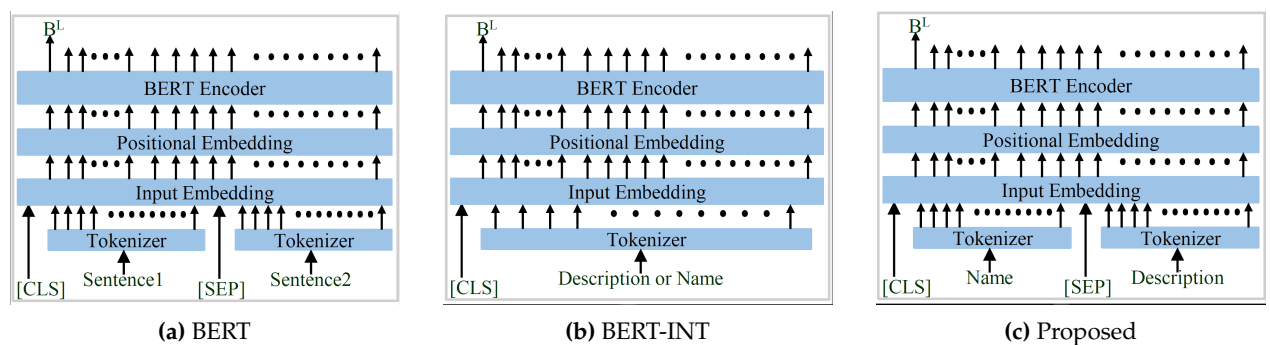 B^L
BERT Encoder
Positional Embedding
Input Embedding
Tokenizer Tokenizer
Sentence1 Sentence2
[CLS] [SEP]
(a) BERT
B^L
BERT Encoder
Positional Embedding
Input Embedding
Tokenizer
Description or Name
[CLS]
(b) BERT-INT
B^L
BERT Encoder
Positional Embedding
Input Embedding
Tokenizer Tokenizer
Name Description
[CLS] [SEP]
(c) Proposed